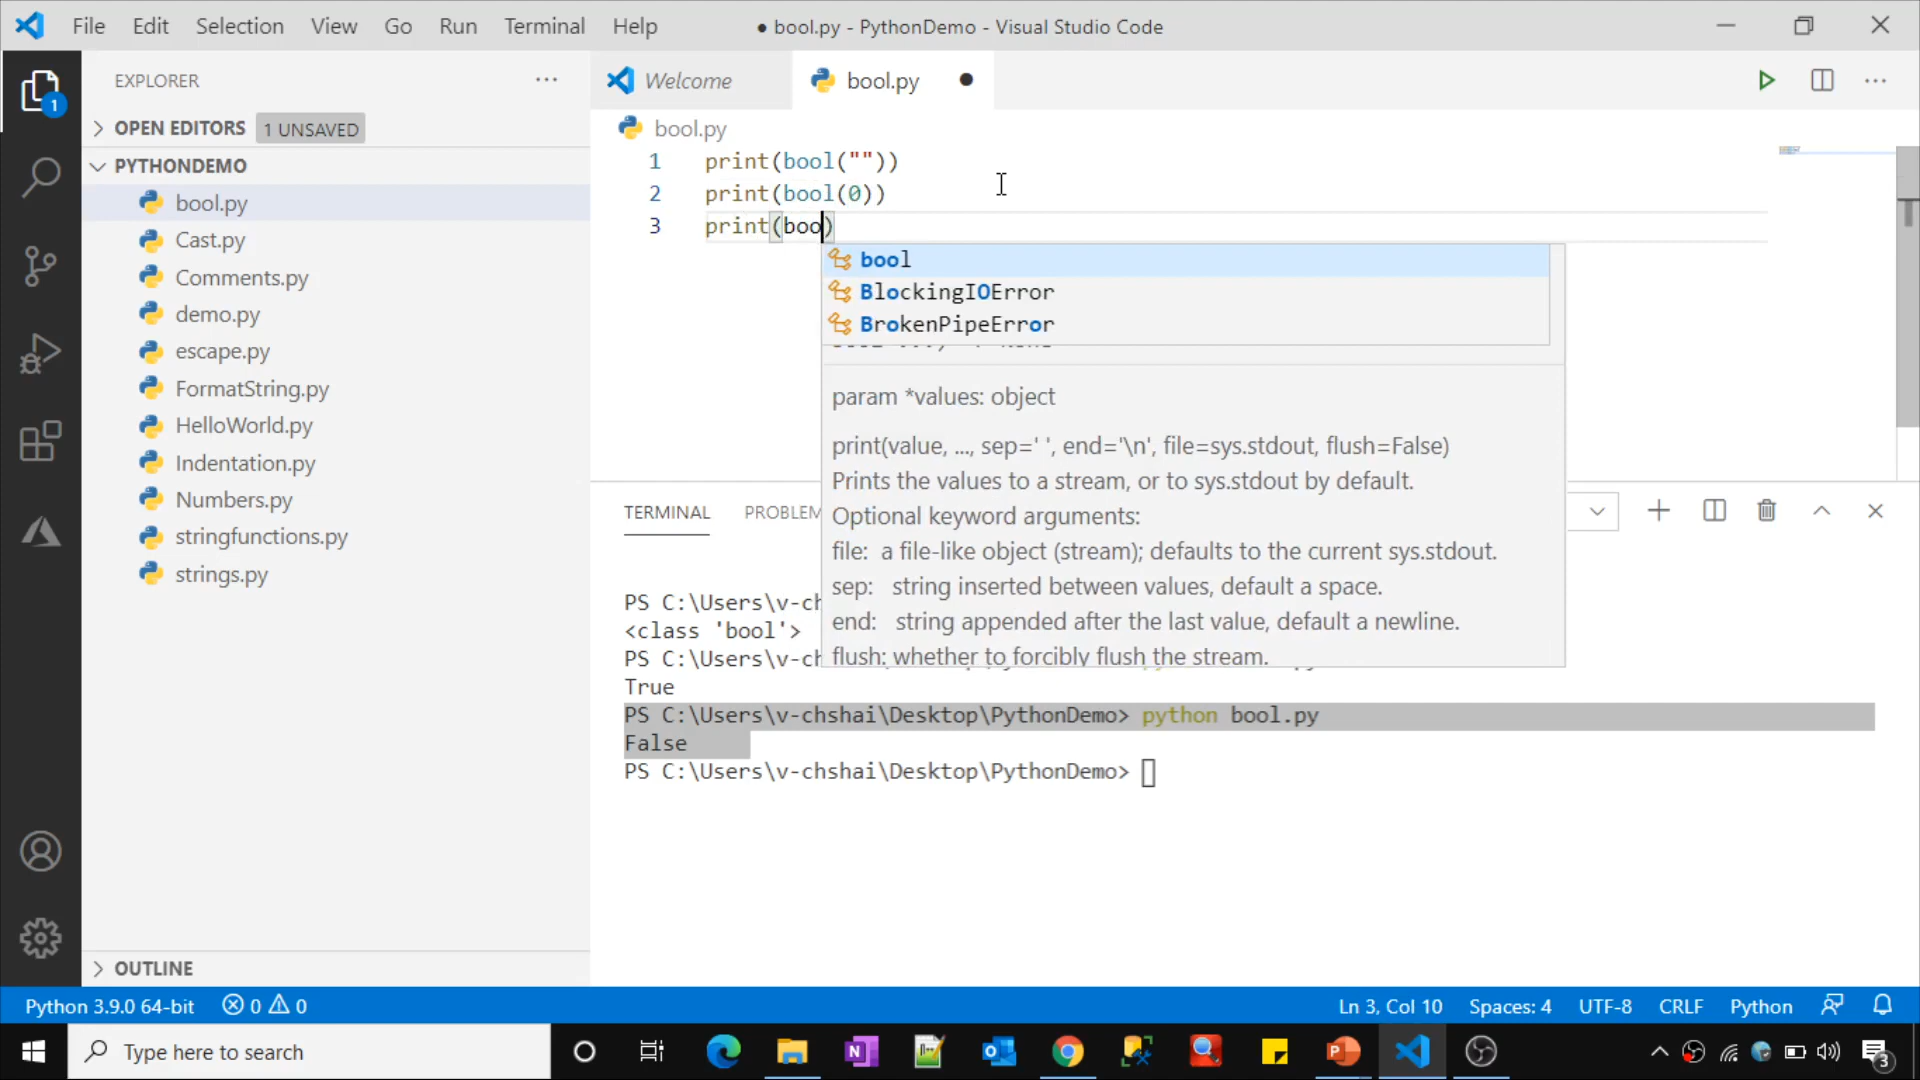 File Edit Selection View Go Run Terminal Help
● bool.py - PythonDemo - Visual Studio Code
EXPLORER
OPEN EDITORS 1 UNSAVED
PYTHONDEMO
bool.py
Cast.py
Comments.py
demo.py
escape.py
FormatString.py
HelloWorld.py
Indentation.py
Numbers.py
stringfunctions.py
strings.py
OUTLINE
1
Welcome bool.py
bool.py
1 print(bool(""))
2 print(bool(0))
3 print(boo)
bool
BlockingIOError
BrokenPipeError
param *values: object
print(value, ..., sep=' ', end='\n', file=sys.stdout, flush=False)
Prints the values to a stream, or to sys.stdout by default.
Optional keyword arguments:
file: a file-like object (stream); defaults to the current sys.stdout.
sep: string inserted between values, default a space.
end: string appended after the last value, default a newline.
flush: whether to forcibly flush the stream.
TERMINAL PROBLEM
PS C:\Users\v-ch
<class 'bool'>
PS C:\Users\v-ch
True
PS C:\Users\v-chshai\Desktop\PythonDemo> python bool.py
False
PS C:\Users\v-chshai\Desktop\PythonDemo>
Python 3.9.0 64-bit 0 0 Ln 3, Col 10 Spaces: 4 UTF-8 CRLF Python
Type here to search
3